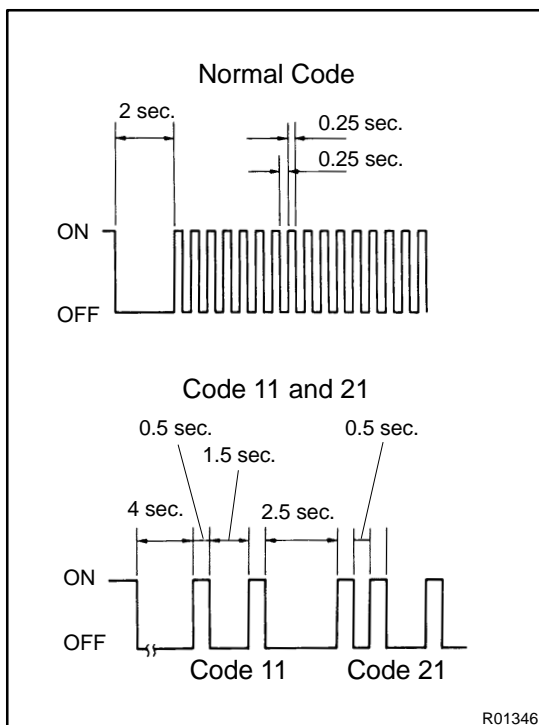 Normal Code
2 sec.
0.25 sec.
0.25 sec.
ON
OFF
Code 11 and 21
0.5 sec.
0.5 sec.
1.5 sec.
4 sec.
2.5 sec.
ON
OFF
Code 11
Code 21
R01346